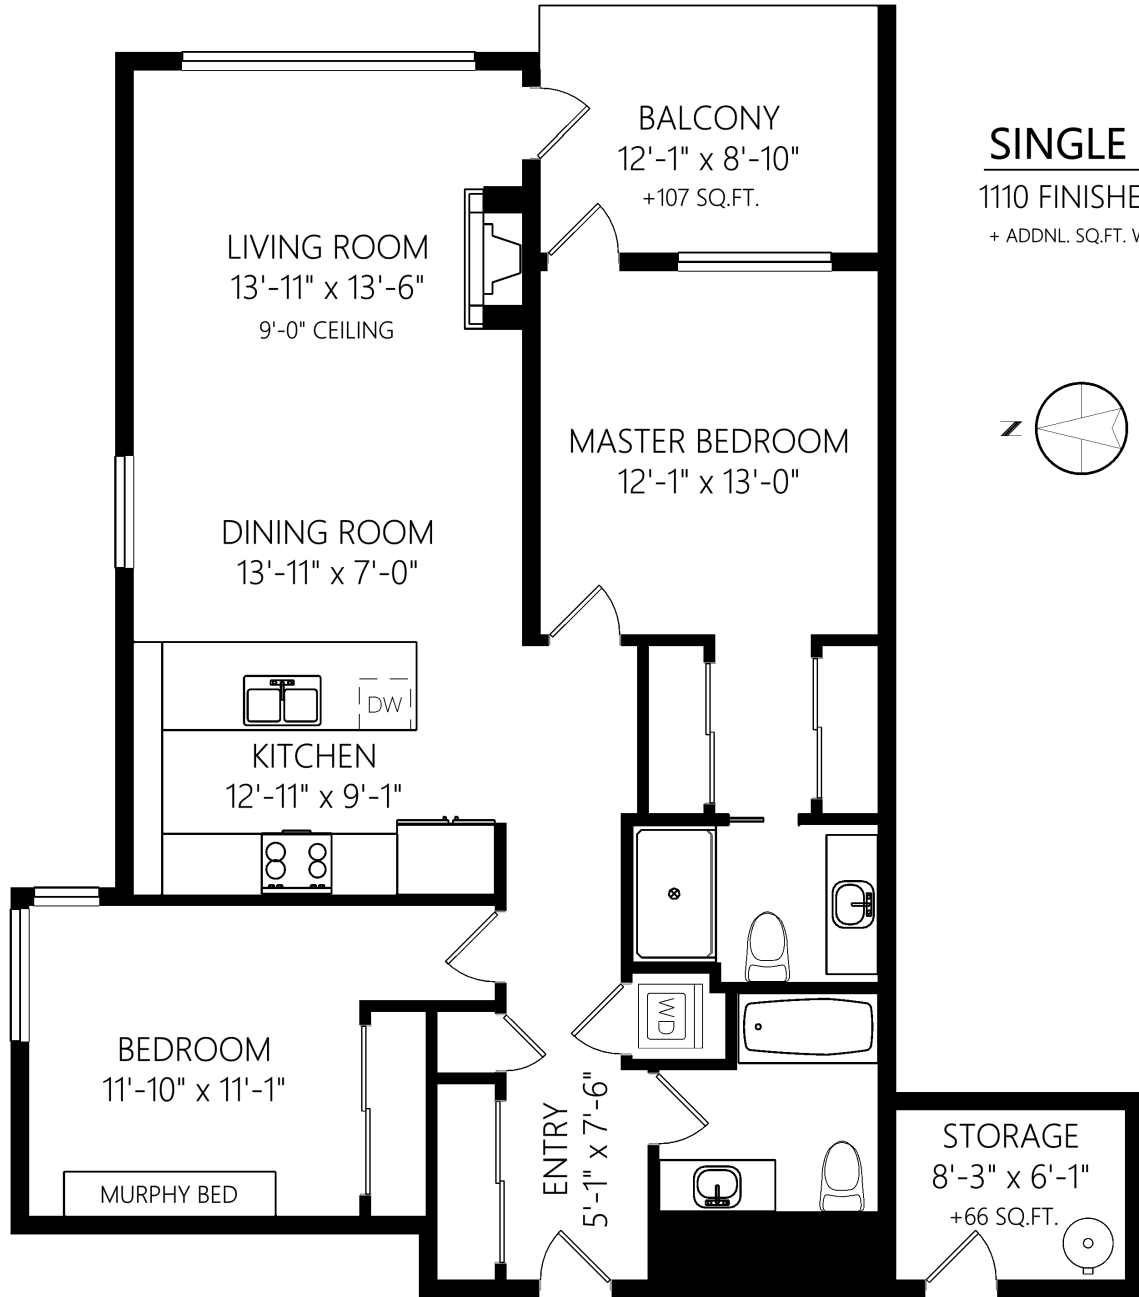 BALCONY
12'-1" x 8'-10"
+107 SQ.FT.
SINGLE
1110 FINISHE
+ ADDNL. SQ.FT. W
LIVING ROOM
13'-11" x 13'-6"
9'-0" CEILING
N
MASTER BEDROOM
12'-1" x 13'-0"
DINING ROOM
13'-11" x 7'-0"
DW
KITCHEN
12'-11" x 9'-1"
WD
BEDROOM
11'-10" x 11'-1"
MURPHY BED
ENTRY
5'-1" x 7'-6"
STORAGE
8'-3" x 6'-1"
+66 SQ.FT.